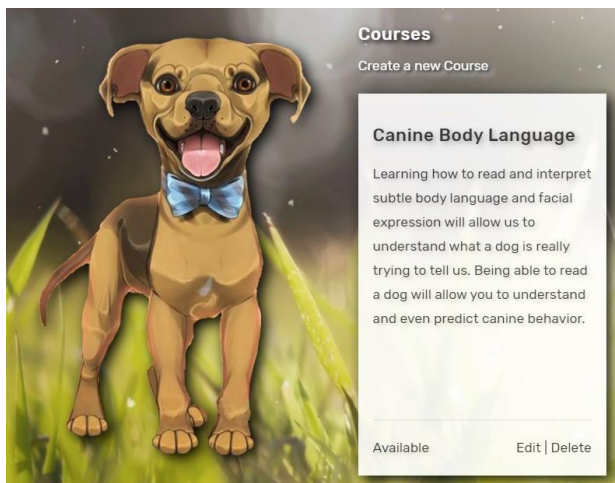 Courses
Create a new Course
Canine Body Language
Learning how to read and interpret
subtle body language and facial
expression will allow us to
understand what a dog is really
trying to tell us. Being able to read
a dog will allow you to understand
and even predict canine behavior.
Available
Edit | Delete